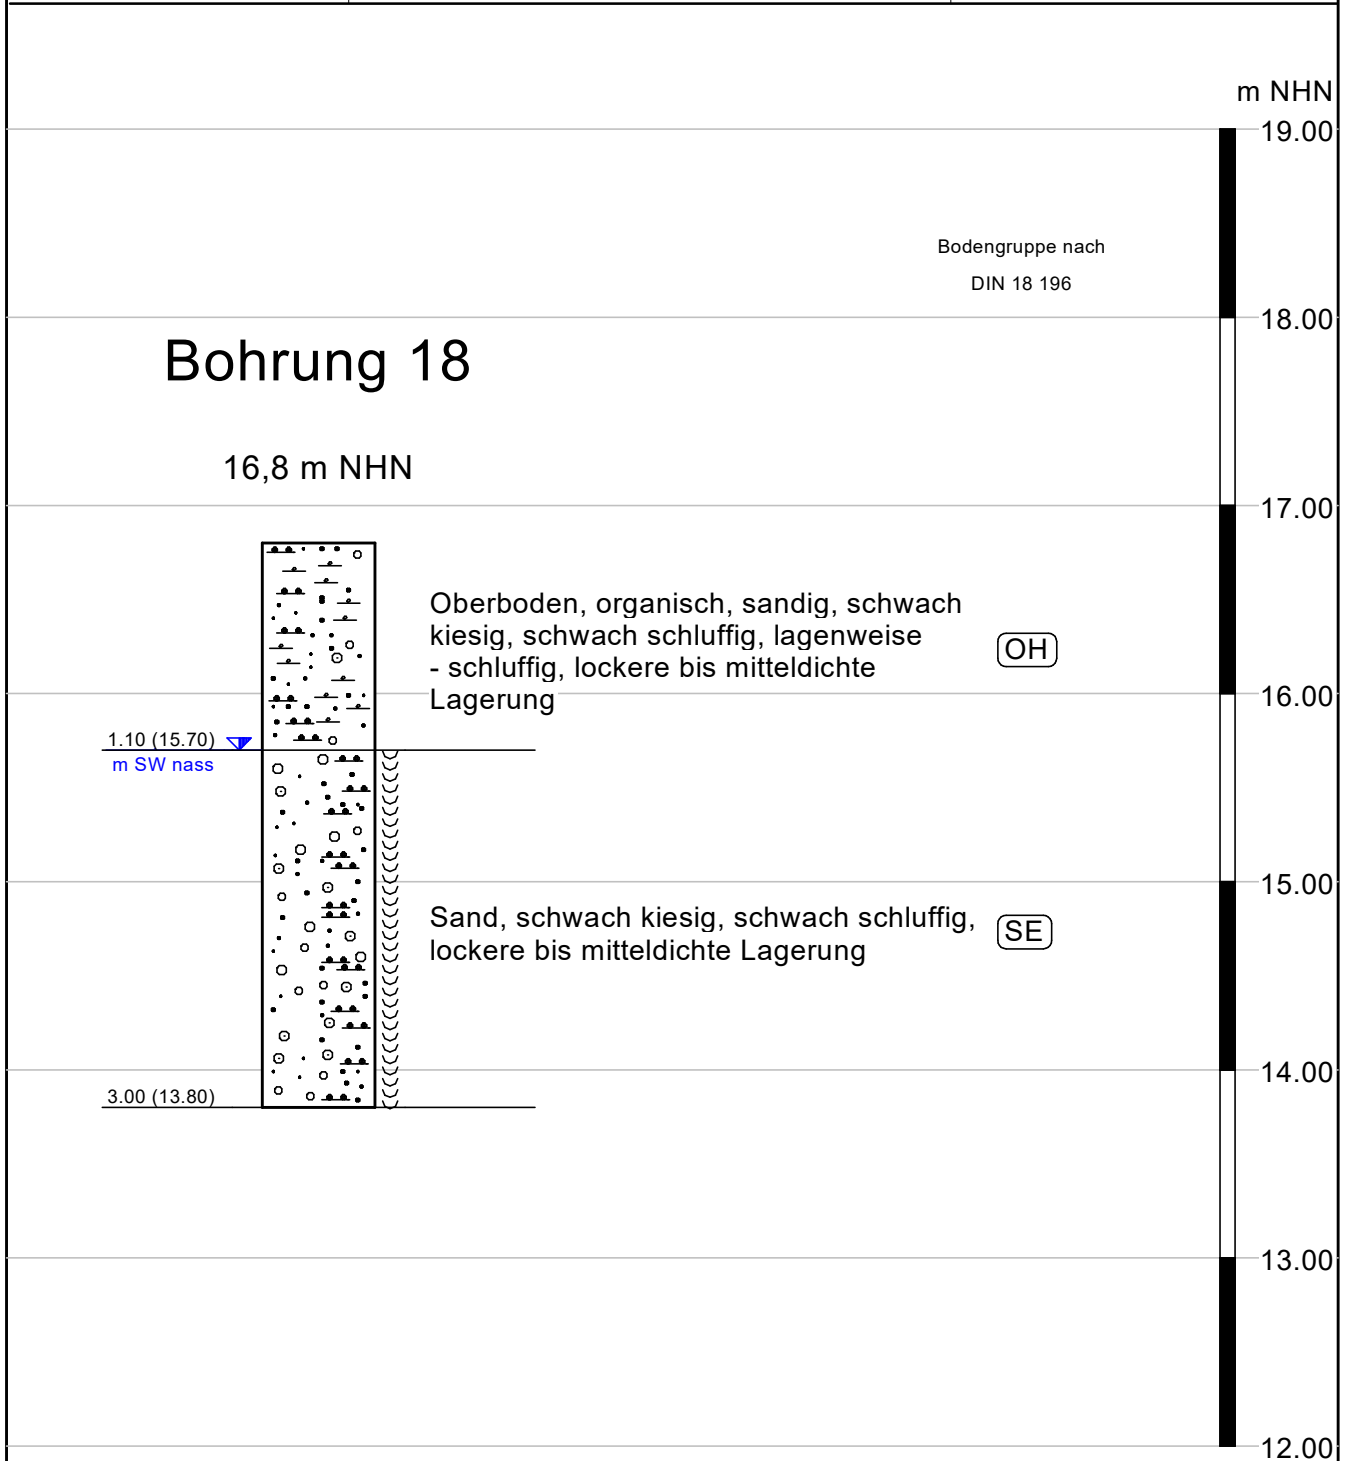 m NHN
19.00
Bodengruppe nach
DIN 18 196
18.00
Bohrung 18
16,8 m NHN
17.00
Oberboden, organisch, sandig, schwach
kiesig, schwach schluffig, lagenweise
- schluffig, lockere bis mitteldichte
Lagerung
OH
16.00
1.10 (15.70)
m SW nass
15.00
Sand, schwach kiesig, schwach schluffig,
lockere bis mitteldichte Lagerung
SE
14.00
3.00 (13.80)
13.00
12.00